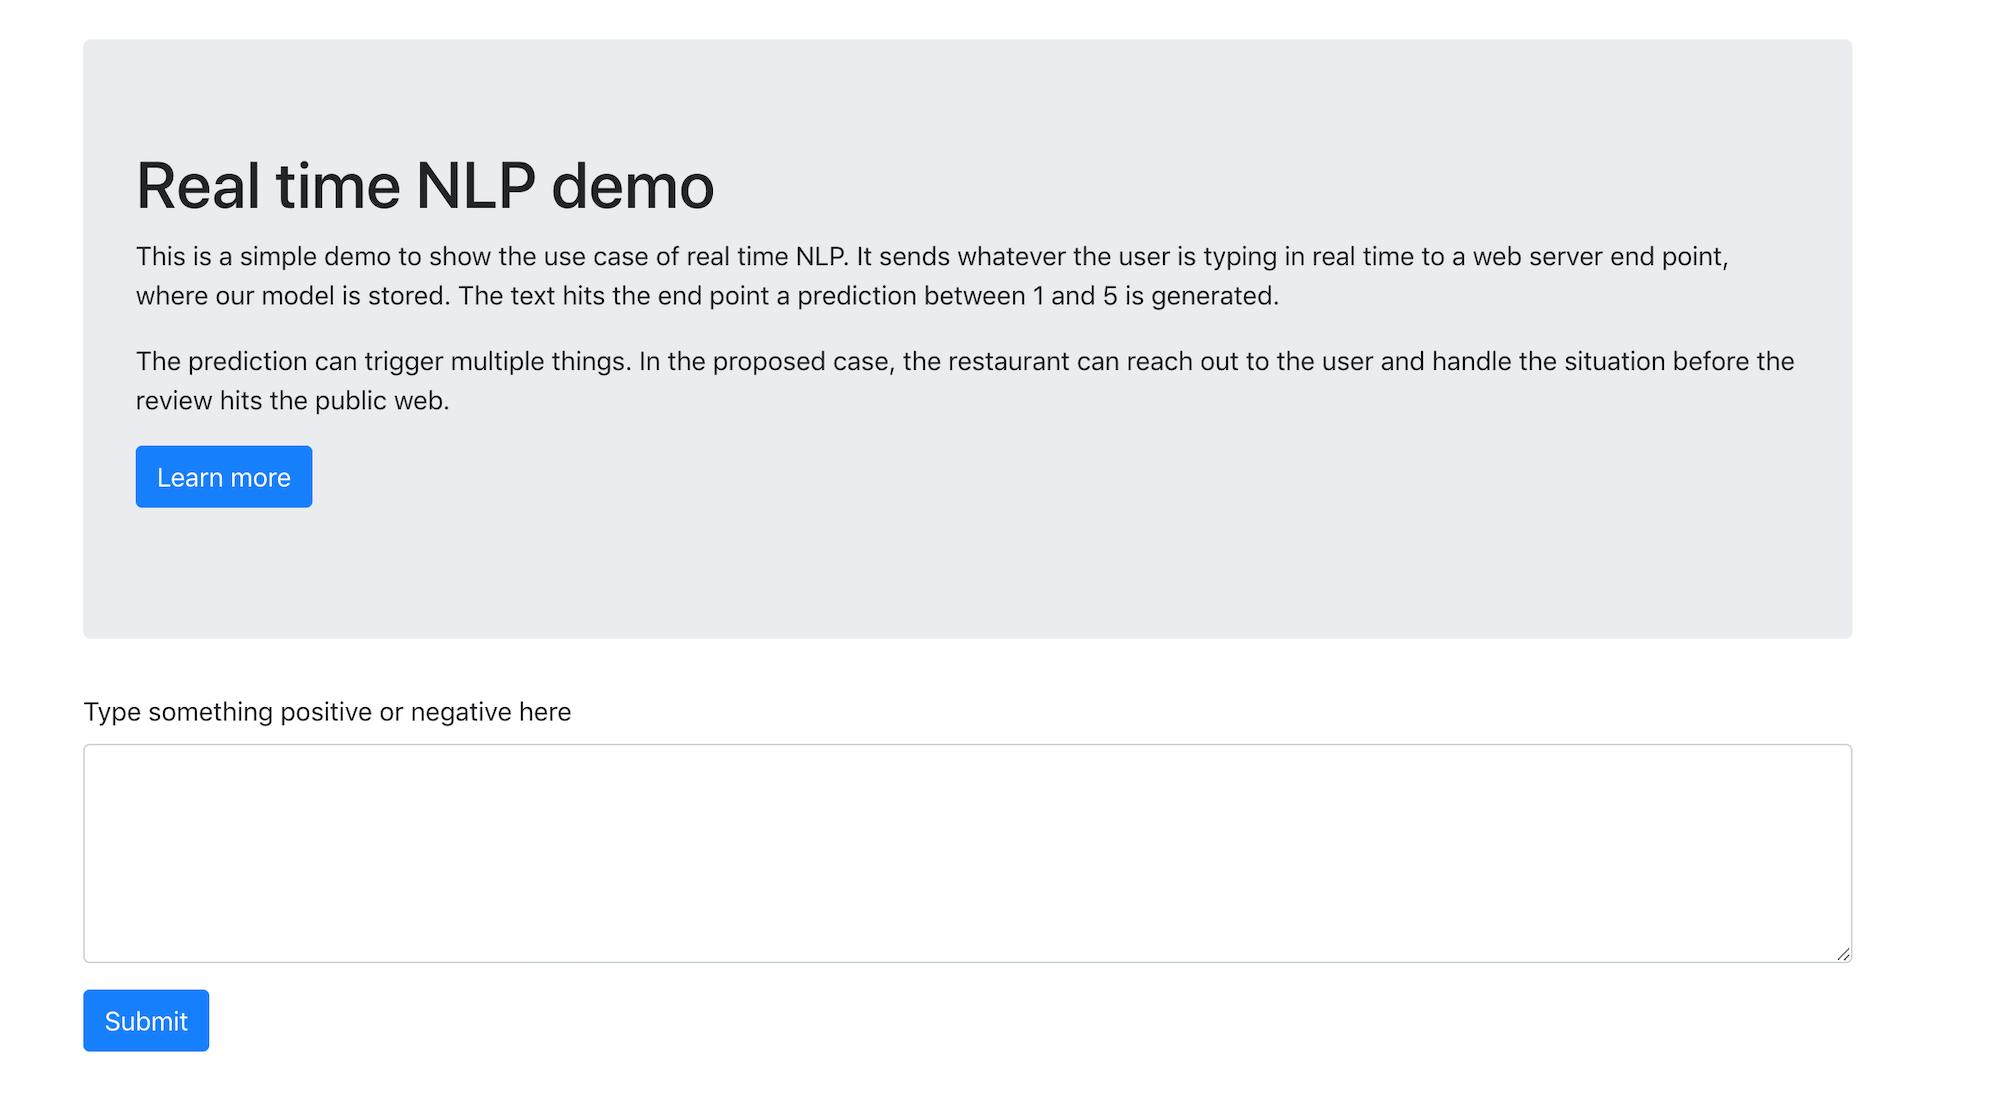 Real time NLP demo
This is a simple demo to show the use case of real time NLP. It sends whatever the user is typing in real time to a web server end point,
where our model is stored. The text hits the end point a prediction between 1 and 5 is generated.
The prediction can trigger multiple things. In the proposed case, the restaurant can reach out to the user and handle the situation before the
review hits the public web.
Learn more
Type something positive or negative here
Submit